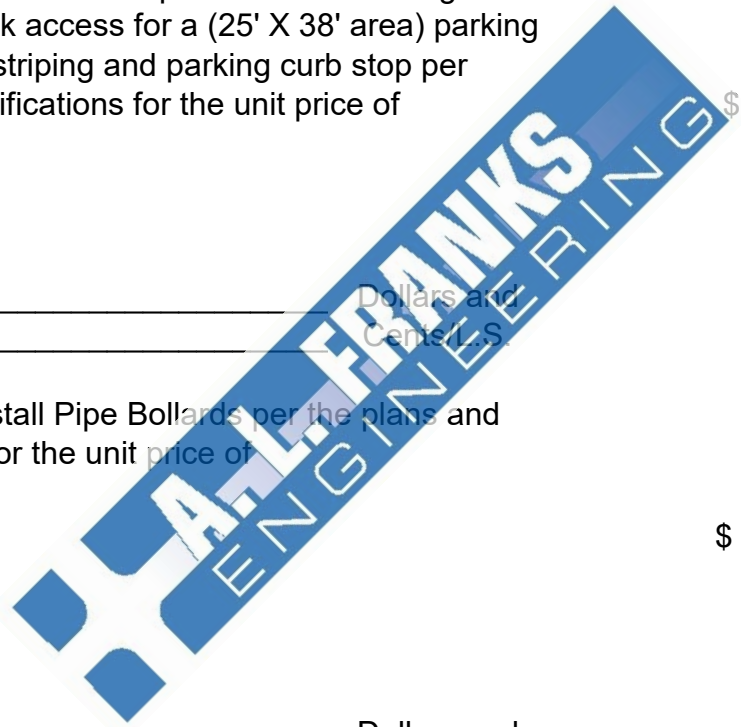 k access for a (25' X 38' area) parking
striping and parking curb stop per
ifications for the unit price of
$
Dollars and
Cents/L.S.
stall Pipe Bollards per the plans and
or the unit price of
$
A. L. FRANKS
ENGINEERING